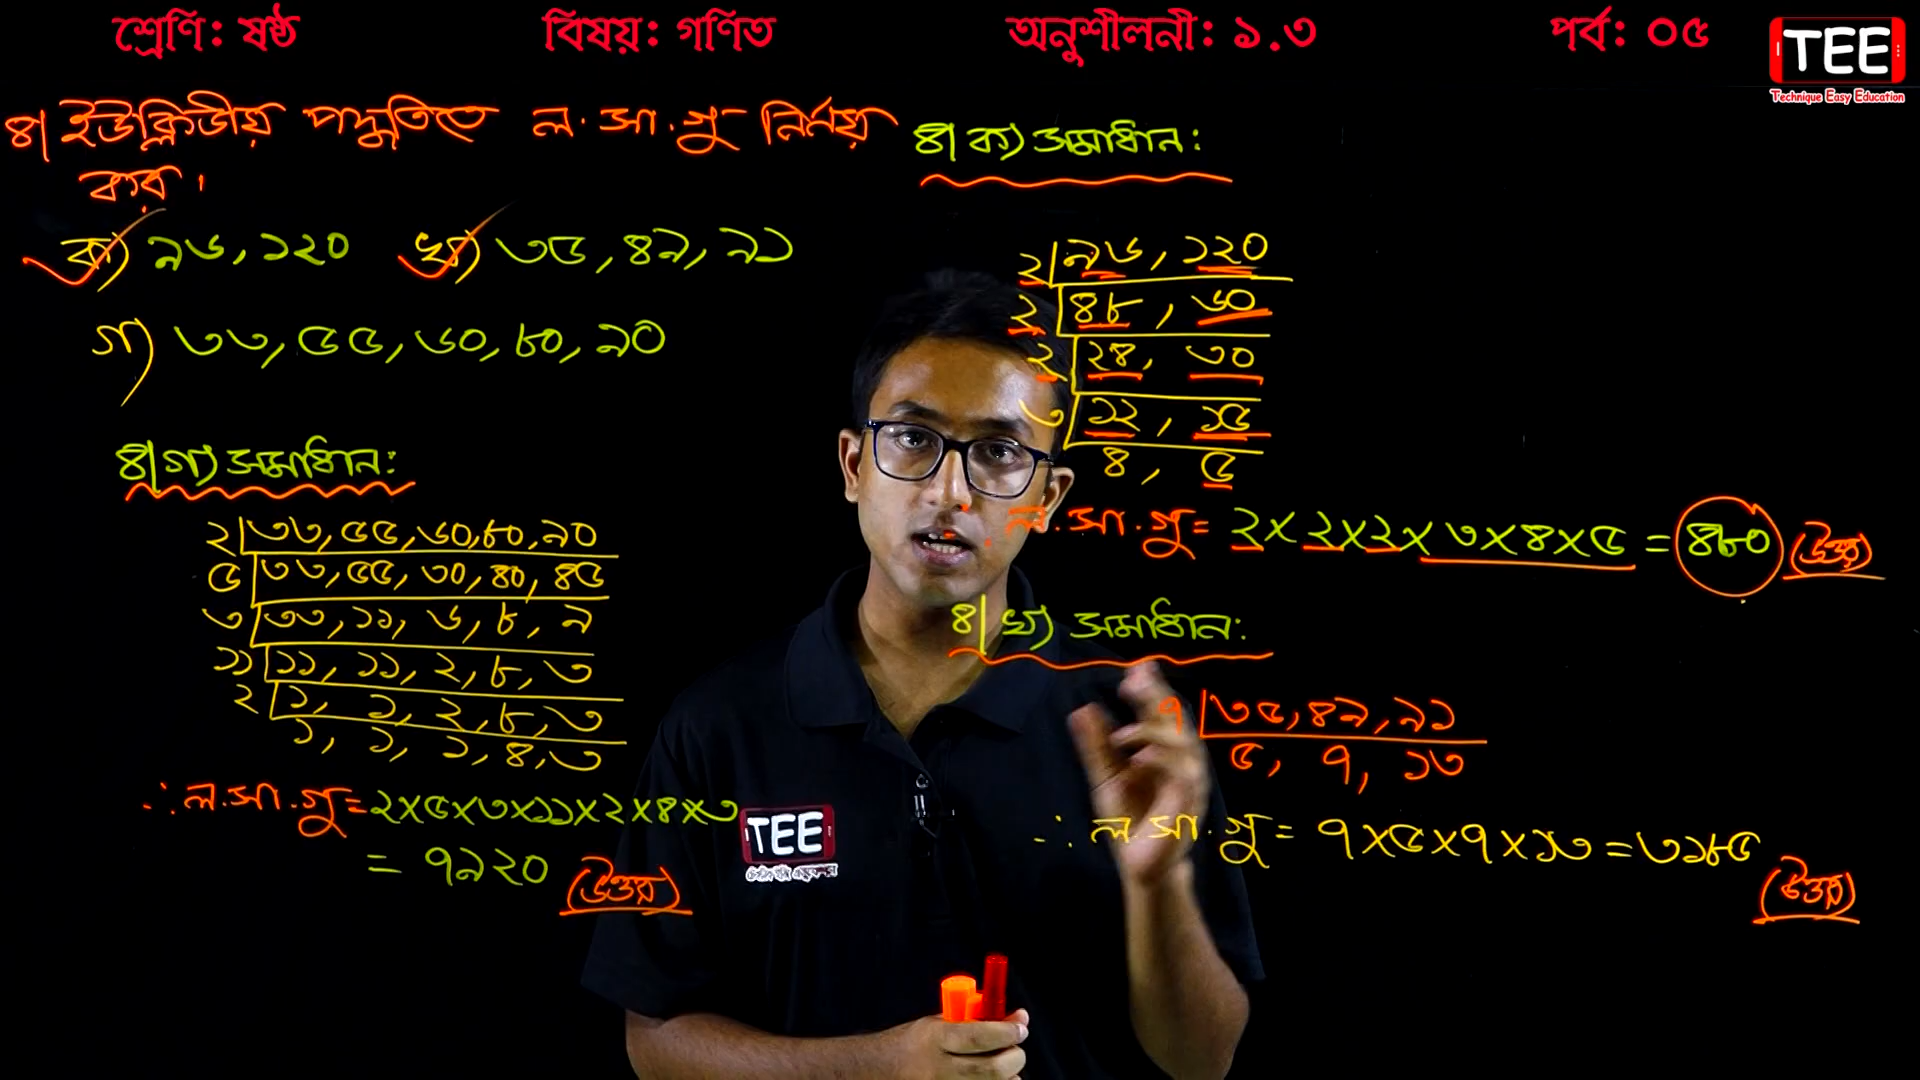 শ্রেণি: ষষ্ঠ বিষয়: গণিত অনুশীলনী: ১.৩ পর্ব: ০৫
TEE
Technique Easy Education
৪| ইউক্লিডীয় পদ্ধতিতে ল.সা.গু নির্ণয়
কর।
ক) ৯৬, ১২০ খ) ৩৫, ৪৯, ৯১
গ) ৩৩, ৫৫, ৬০, ৮০, ৯০
৪|গ) সমাধান:
২ | ৩৩, ৫৫, ৬০, ৮০, ৯০
৫ | ৩৩, ৫৫, ৩০, ৪০, ৪৫
৩ | ৩৩, ১১, ৬, ৮, ৯
১১ | ১১, ১১, ২, ৮, ৩
২ | ১, ১, ২, ৮, ৩
১, ১, ১, ৪, ৩
∴ ল.সা.গু = ২×৫×৩×১১×২×৪×৩
= ৭৯২০ (উত্তর)
৪|ক) সমাধান:
২ | ৯৬, ১২০
২ | ৪৮, ৬০
২ | ২৪, ৩০
৩ | ১২, ১৫
৪, ৫
ল.সা.গু = ২×২×২×৩×৪×৫ = ৪৮০ (উত্তর)
৪|খ) সমাধান:
৭ | ৩৫, ৪৯, ৯১
৫, ৭, ১৩
∴ ল.সা.গু = ৭×৫×৭×১৩ = ৩১৮৫
(উত্তর)
TEE